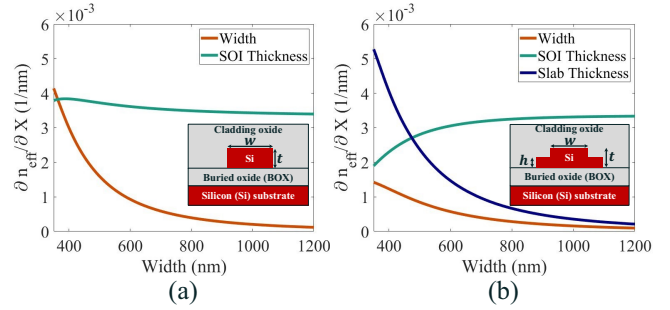 ×10⁻³
6
5
4
3
2
1
0
∂ n_eff/∂ X (1/nm)
Width
SOI Thickness
Cladding oxide
w
Si
t
Buried oxide (BOX)
Silicon (Si) substrate
400 600 800 1000 1200
Width (nm)
(a)
×10⁻³
6
5
4
3
2
1
0
∂ n_eff/∂ X (1/nm)
Width
SOI Thickness
Slab Thickness
Cladding oxide
w
h
Si
t
Buried oxide (BOX)
Silicon (Si) substrate
400 600 800 1000 1200
Width (nm)
(b)